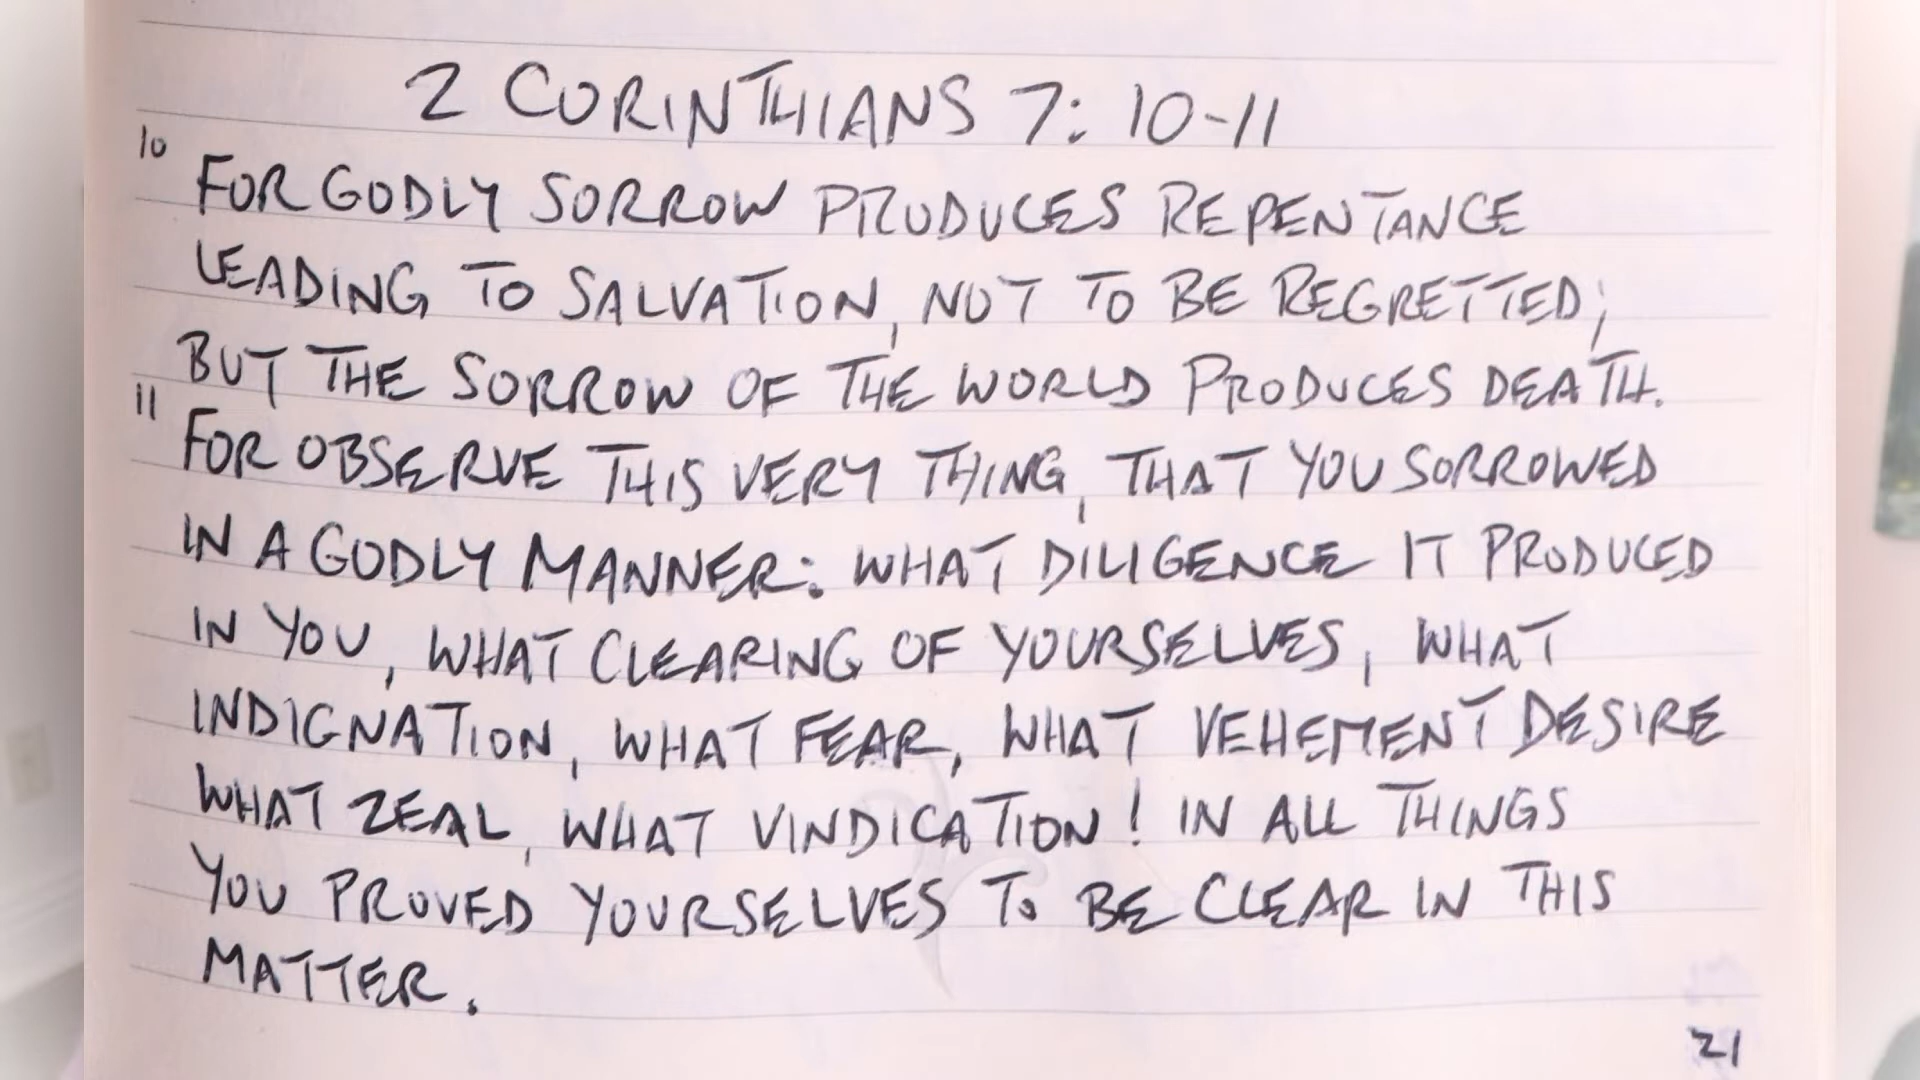 2 CORINTHIANS 7: 10-11
10 FOR GODLY SORROW PRODUCES REPENTANCE
LEADING TO SALVATION, NOT TO BE REGRETTED;
BUT THE SORROW OF THE WORLD PRODUCES DEATH.
11 FOR OBSERVE THIS VERY THING, THAT YOU SORROWED
IN A GODLY MANNER: WHAT DILIGENCE IT PRODUCED
IN YOU, WHAT CLEARING OF YOURSELVES, WHAT
INDIGNATION, WHAT FEAR, WHAT VEHEMENT DESIRE
WHAT ZEAL, WHAT VINDICATION! IN ALL THINGS
YOU PROVED YOURSELVES TO BE CLEAR IN THIS
MATTER.
21